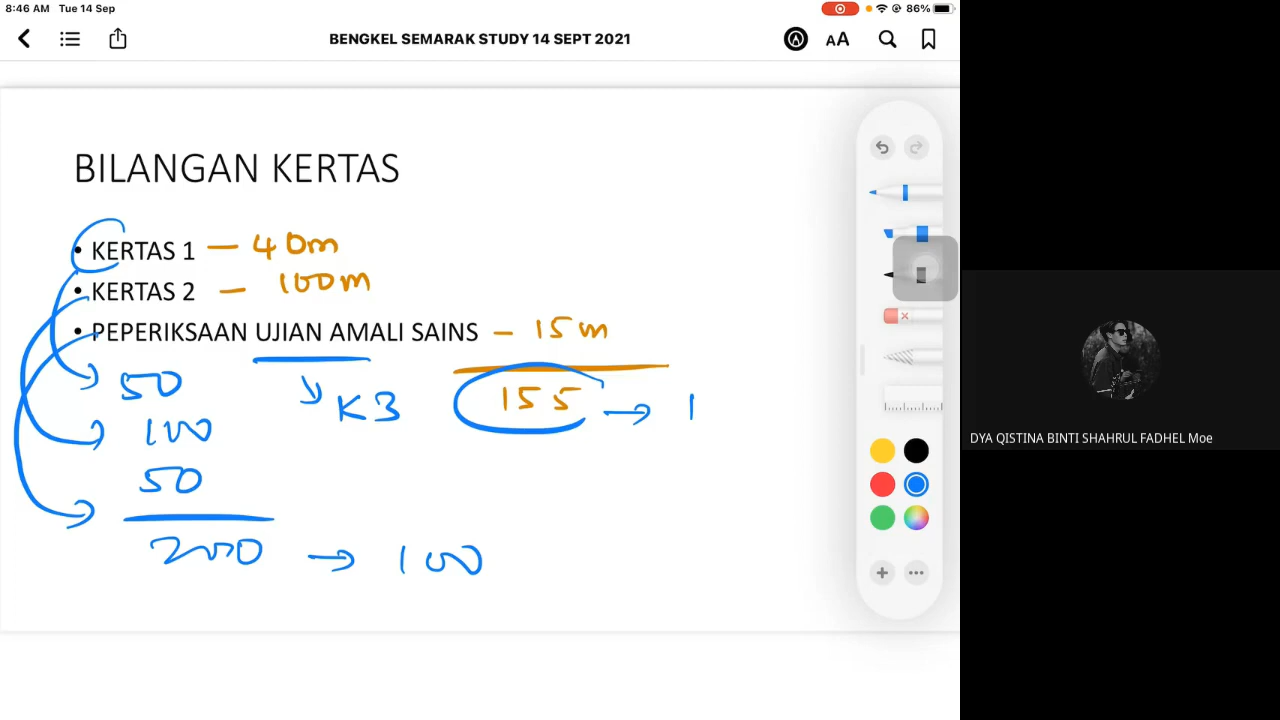 8:46 AM Tue 14 Sep
86%
BENGKEL SEMARAK STUDY 14 SEPT 2021
AA
BILANGAN KERTAS
• KERTAS 1 – 40m
• KERTAS 2 – 100m
• PEPERIKSAAN UJIAN AMALI SAINS – 15m
50
K3
155 → 1
100
50
200 → 100
DYA QISTINA BINTI SHAHRUL FADHEL Moe